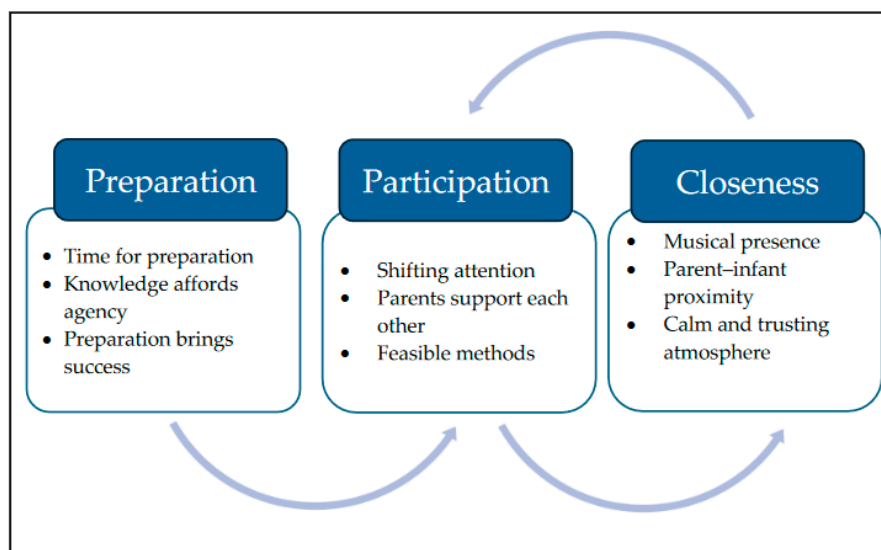 Preparation
• Time for preparation
• Knowledge affords
agency
• Preparation brings
success
Participation
• Shifting attention
• Parents support each
other
• Feasible methods
Closeness
• Musical presence
• Parent–infant
proximity
• Calm and trusting
atmosphere